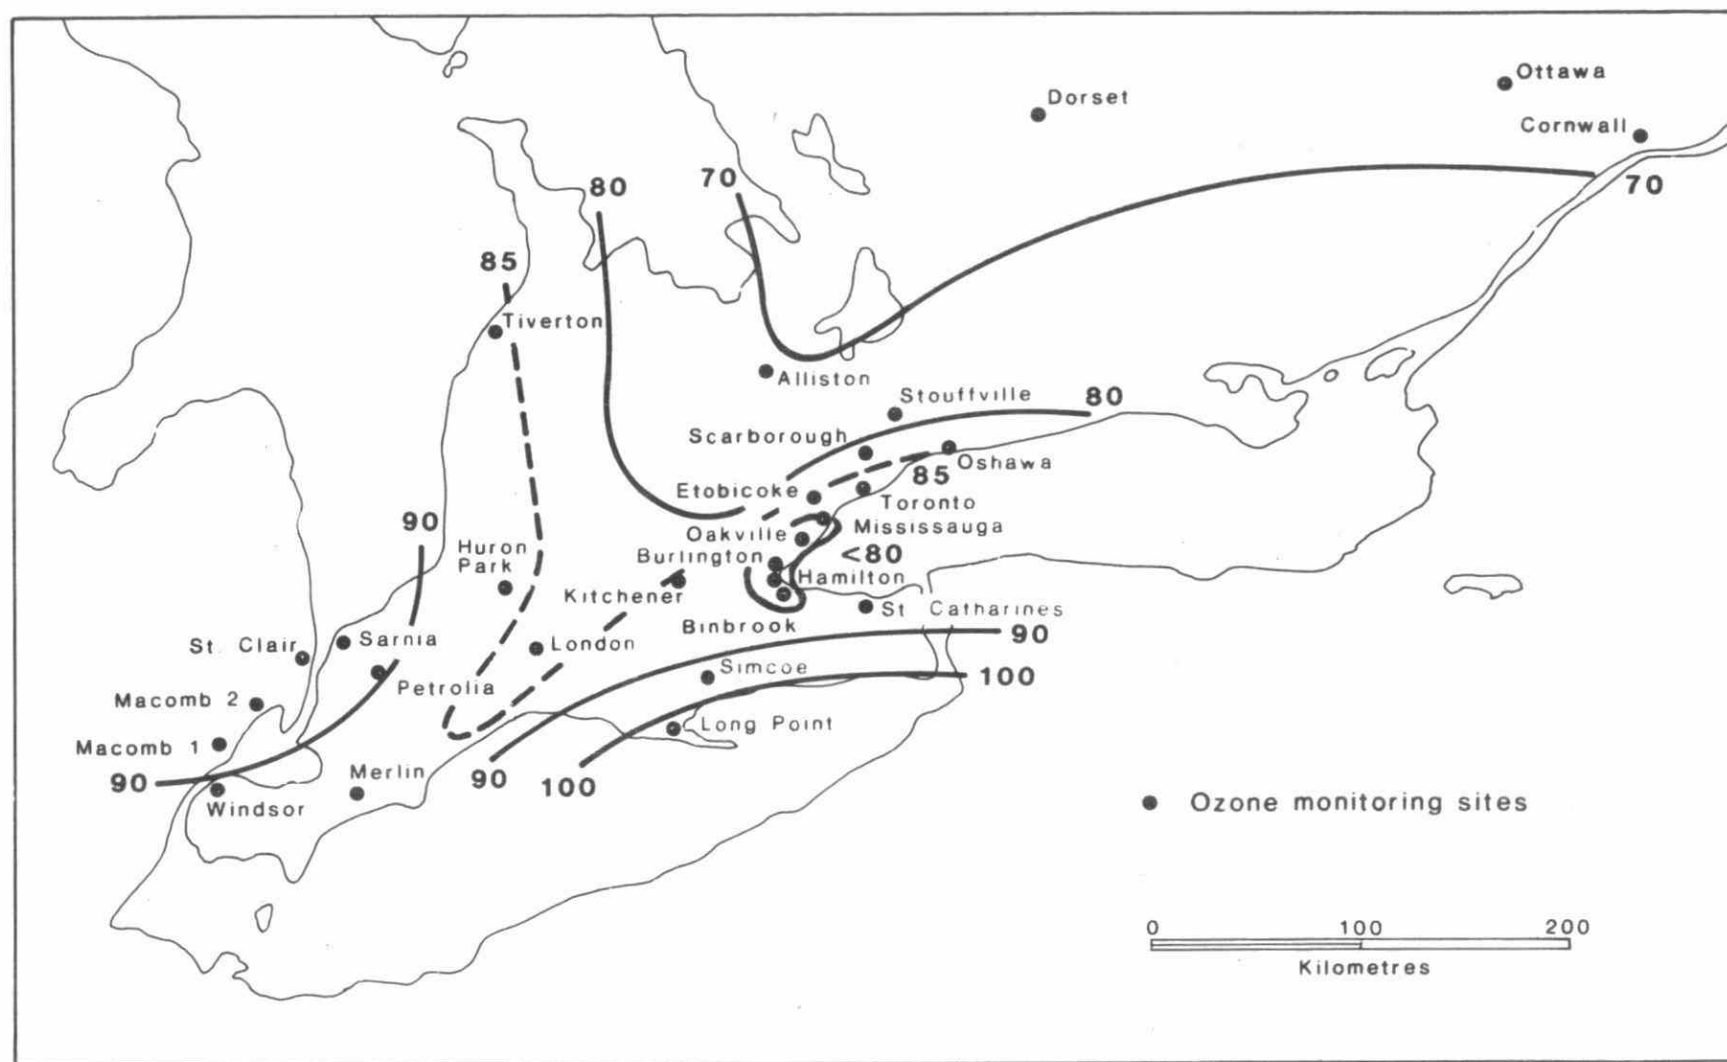 Ottawa
Dorset
Cornwall
80
70
70
85
Tiverton
Alliston
Stouffville
80
Scarborough
Oshawa
85
Etobicoke
Toronto
90
Oakville
Mississauga
Huron
Park
Burlington
<80
Hamilton
Kitchener
St. Catharines
Binbrook
90
St. Clair
Sarnia
London
Simcoe
100
Petrolia
Macomb 2
Long Point
Macomb 1
90
Merlin
90
100
Windsor
Ozone monitoring sites
0 100 200
Kilometres